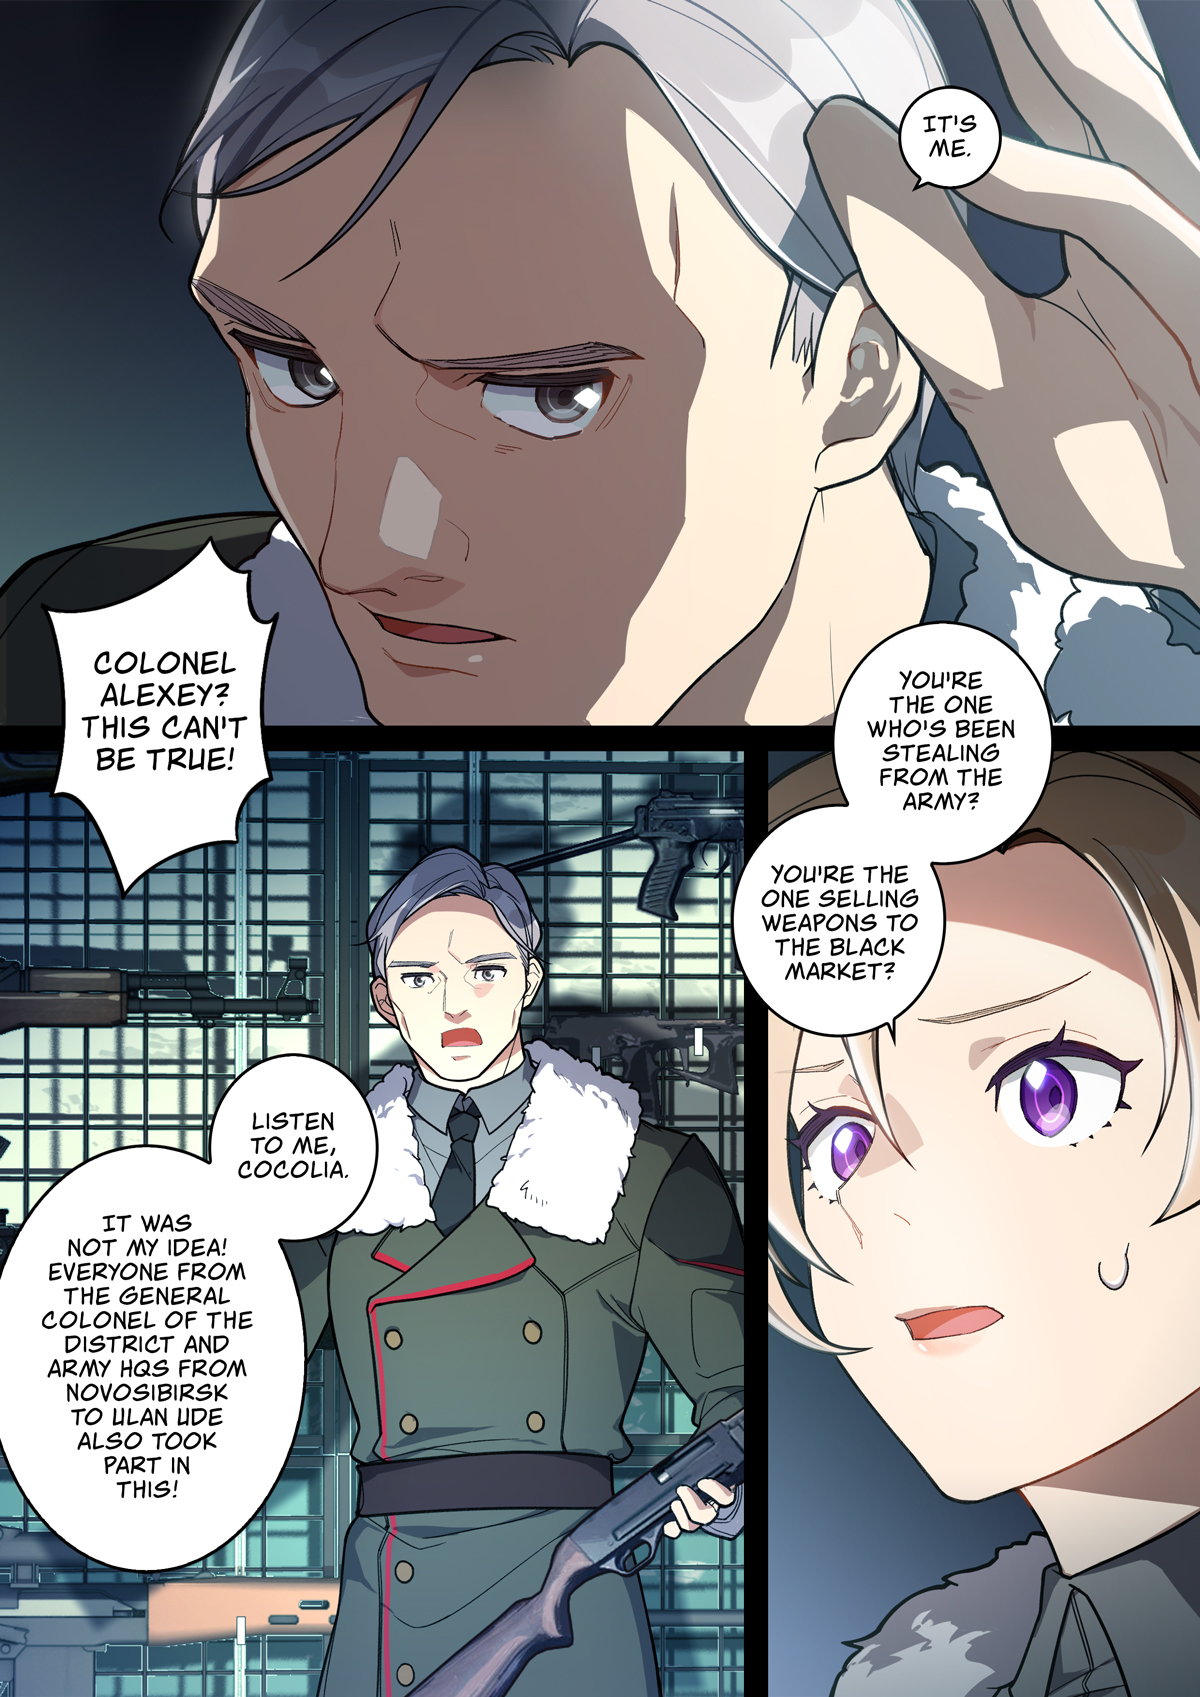 IT'S
ME.
COLONEL
ALEXEY?
THIS CAN'T
BE TRUE!
YOU'RE
THE ONE
WHO'S BEEN
STEALING
FROM THE
ARMY?
YOU'RE THE
ONE SELLING
WEAPONS TO
THE BLACK
MARKET?
LISTEN
TO ME,
COCOLIA.
IT WAS
NOT MY IDEA!
EVERYONE FROM
THE GENERAL
COLONEL OF THE
DISTRICT AND
ARMY HQS FROM
NOVOSIBIRSK
TO ULAN UDE
ALSO TOOK
PART IN
THIS!